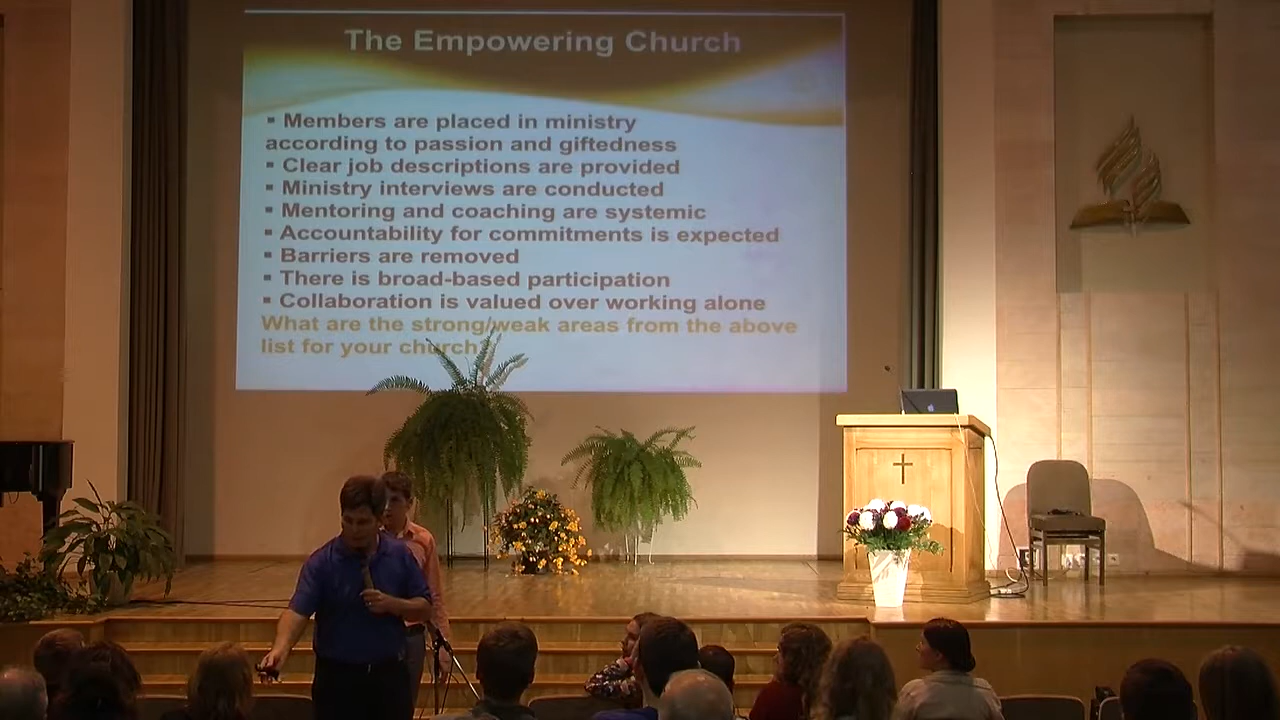 The Empowering Church
▪ Members are placed in ministry
according to passion and giftedness
▪ Clear job descriptions are provided
▪ Ministry interviews are conducted
▪ Mentoring and coaching are systemic
▪ Accountability for commitments is expected
▪ Barriers are removed
▪ There is broad-based participation
▪ Collaboration is valued over working alone
What are the strong/weak areas from the above
list for your church?